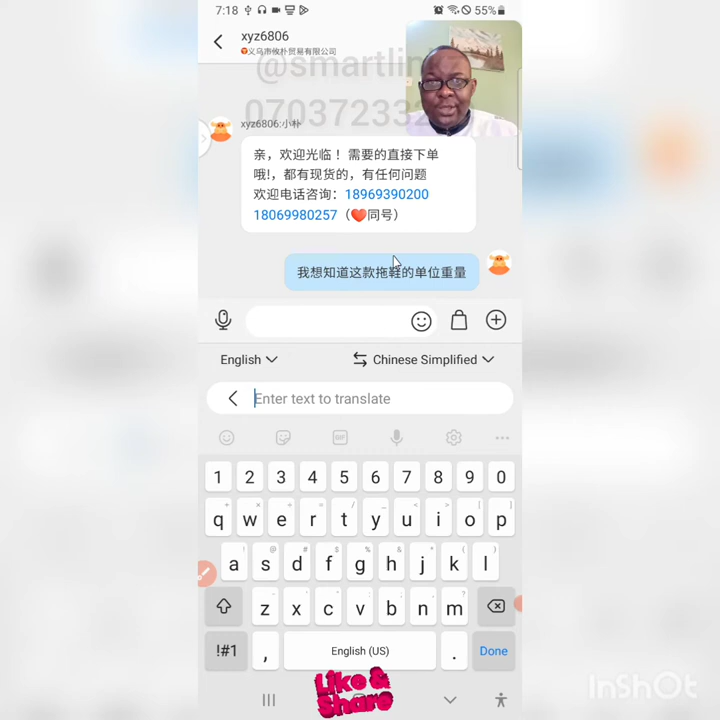 7:18
55%
xyz6806
义乌市攸朴贸易有限公司
@smartlin
070372332
xyz6806:小朴
亲，欢迎光临！需要的直接下单
哦!，都有现货的，有任何问题
欢迎电话咨询：18969390200
18069980257（❤️同号）
我想知道这款拖鞋的单位重量
English
Chinese Simplified
Enter text to translate
GIF
1 2 3 4 5 6 7 8 9 0
q w e r t y u i o p
a s d f g h j k l
z x c v b n m
!#1 , English (US) . Done
Like &
Share
InShOt